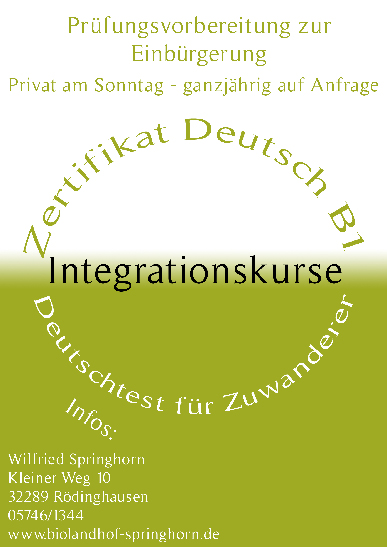 Prüfungsvorbereitung zur
Einbürgerung
Privat am Sonntag - ganzjährig auf Anfrage
Zertifikat Deutsch B1
Integrationskurse
Deutschtest für Zuwanderer
Infos:
Wilfried Springhorn
Kleiner Weg 10
32289 Rödinghausen
05746/1344
www.biolandhof-springhorn.de